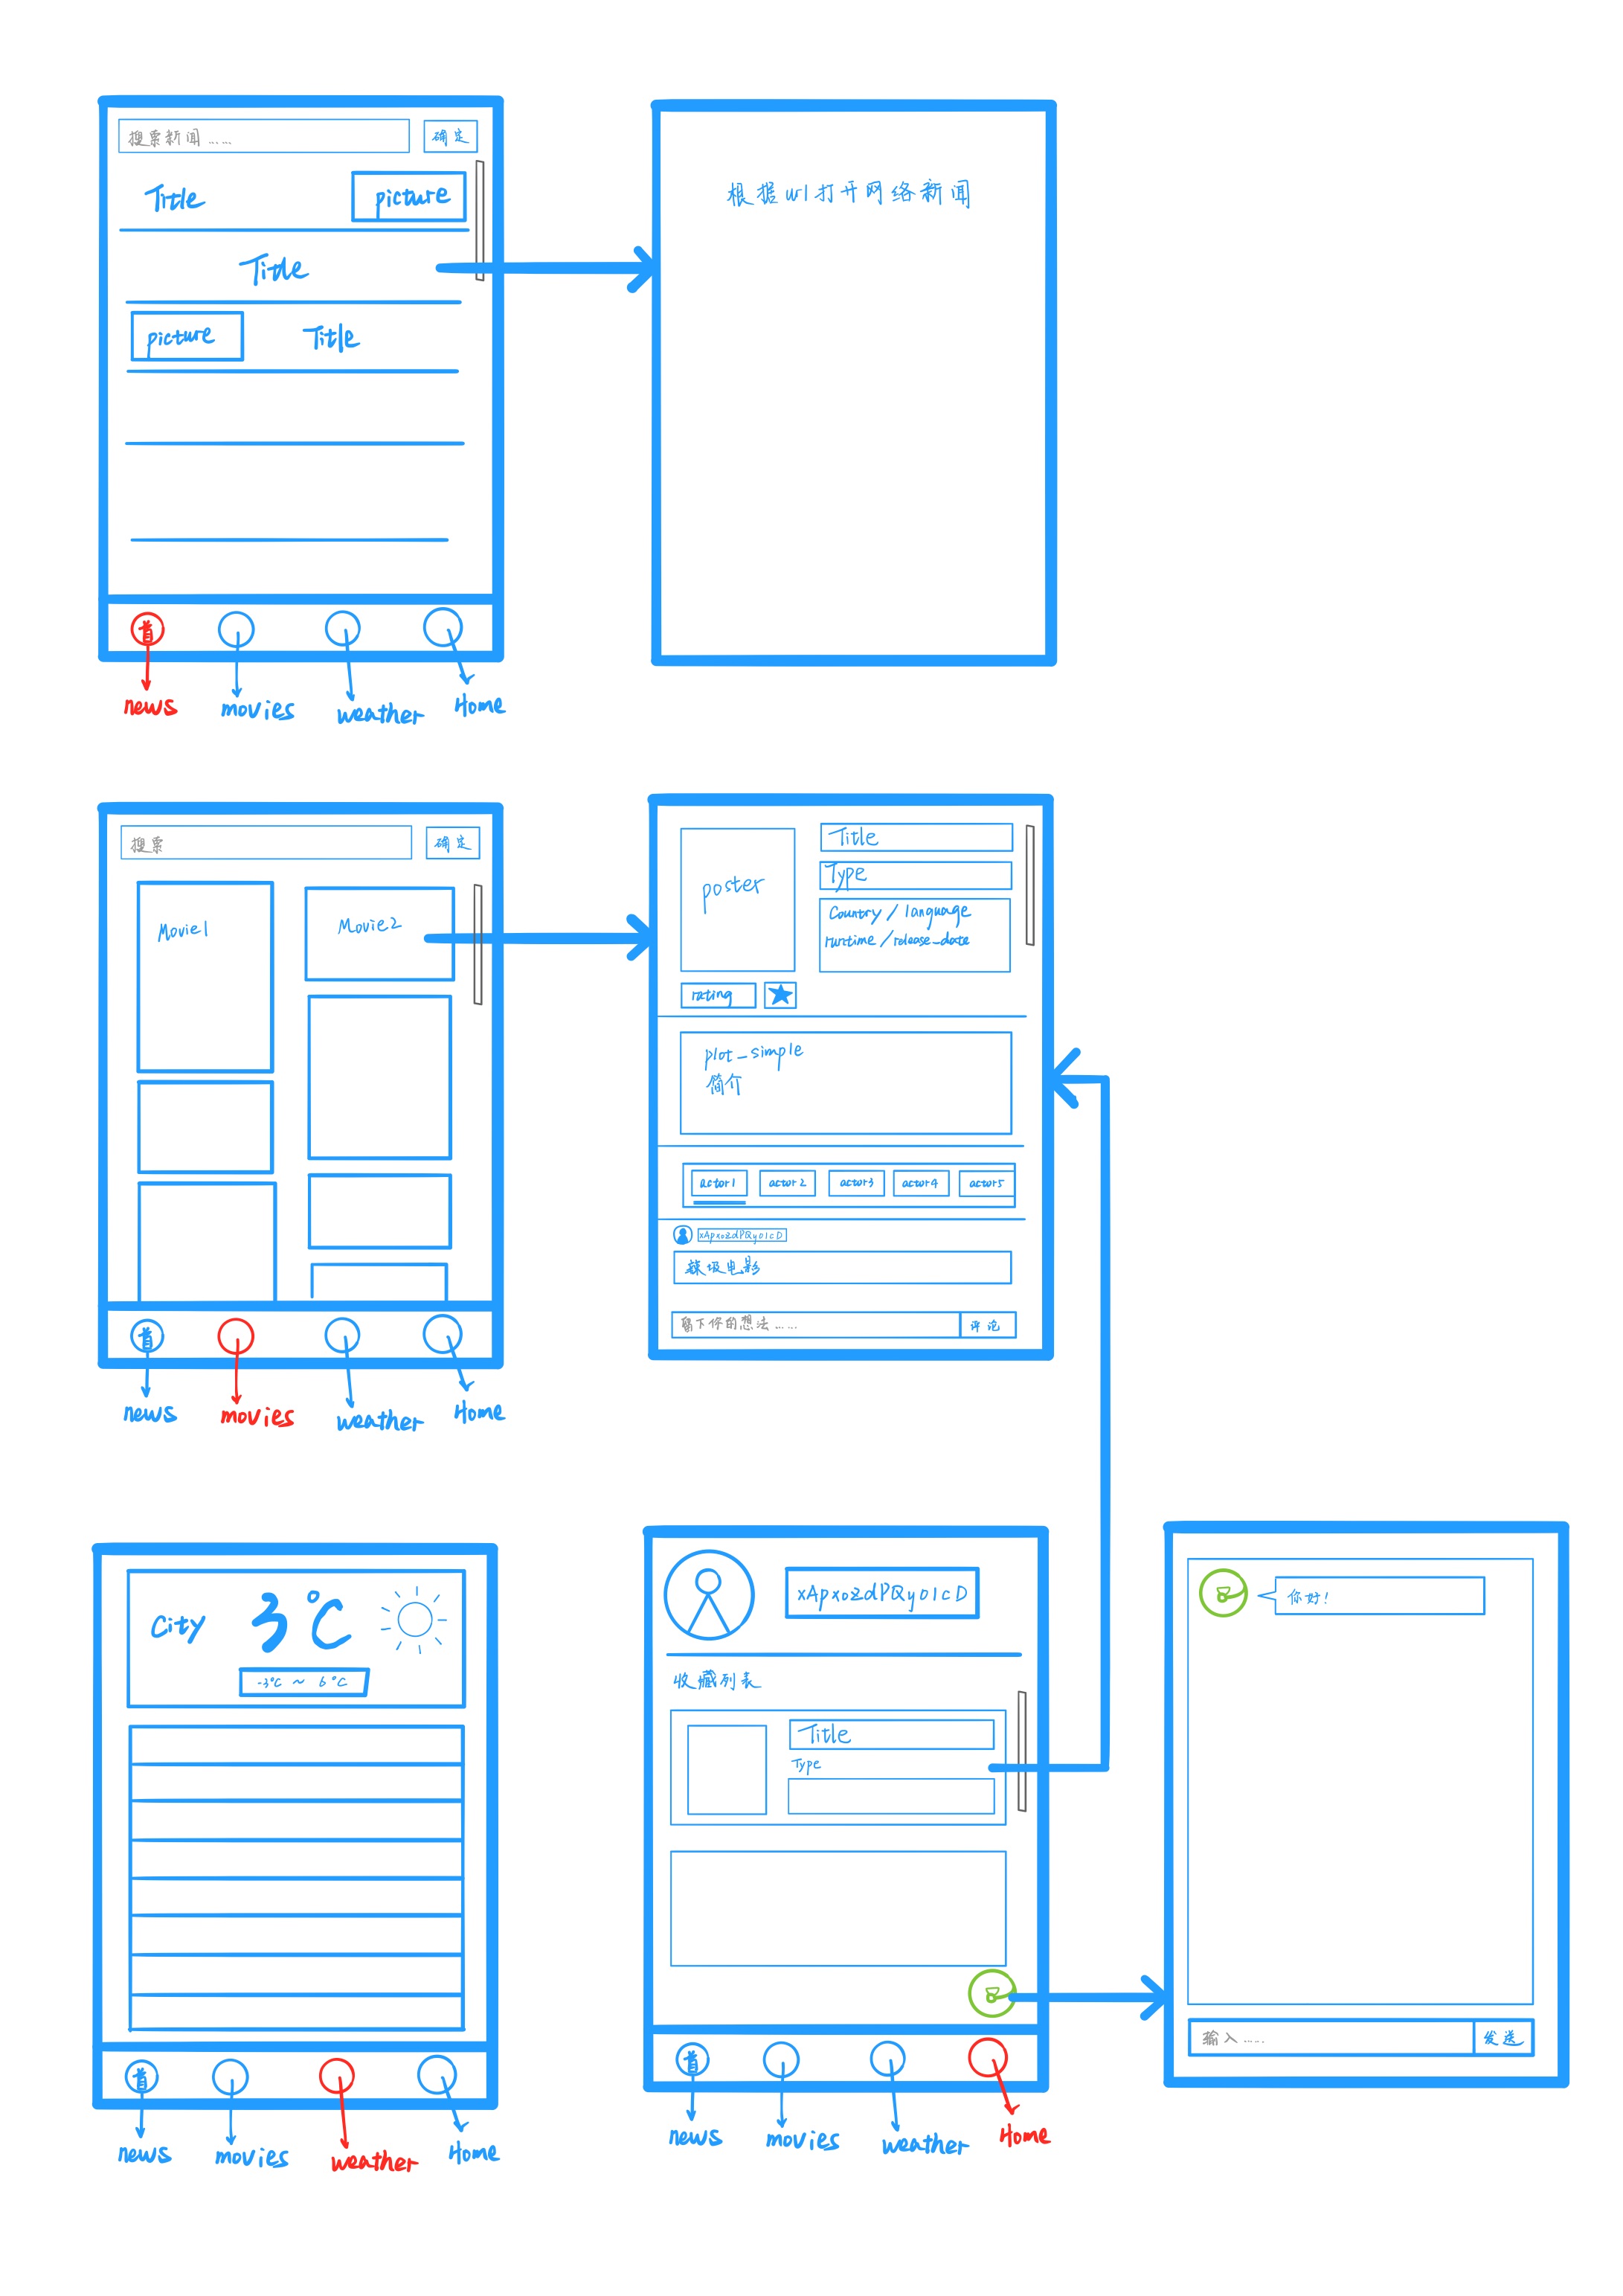 搜索新闻 …… 确定
Title picture
Title
picture Title
首
news movies weather Home
根据url打开网络新闻
搜索 确定
Movie1 Movie2
首
news movies weather Home
poster
Title
Type
Country / language
runtime / release_date
rating
plot_simple
简介
actor1 actor2 actor3 actor4 actor5
xApxozdPQyo1cD
辣圾电影
留下你的想法…… 评论
City 3℃
-3℃ ~ 6℃
首
news movies weather Home
xApxozdPQyo1cD
收藏列表
Title
Type
首
news movies weather Home
你好!
输入…… 发送